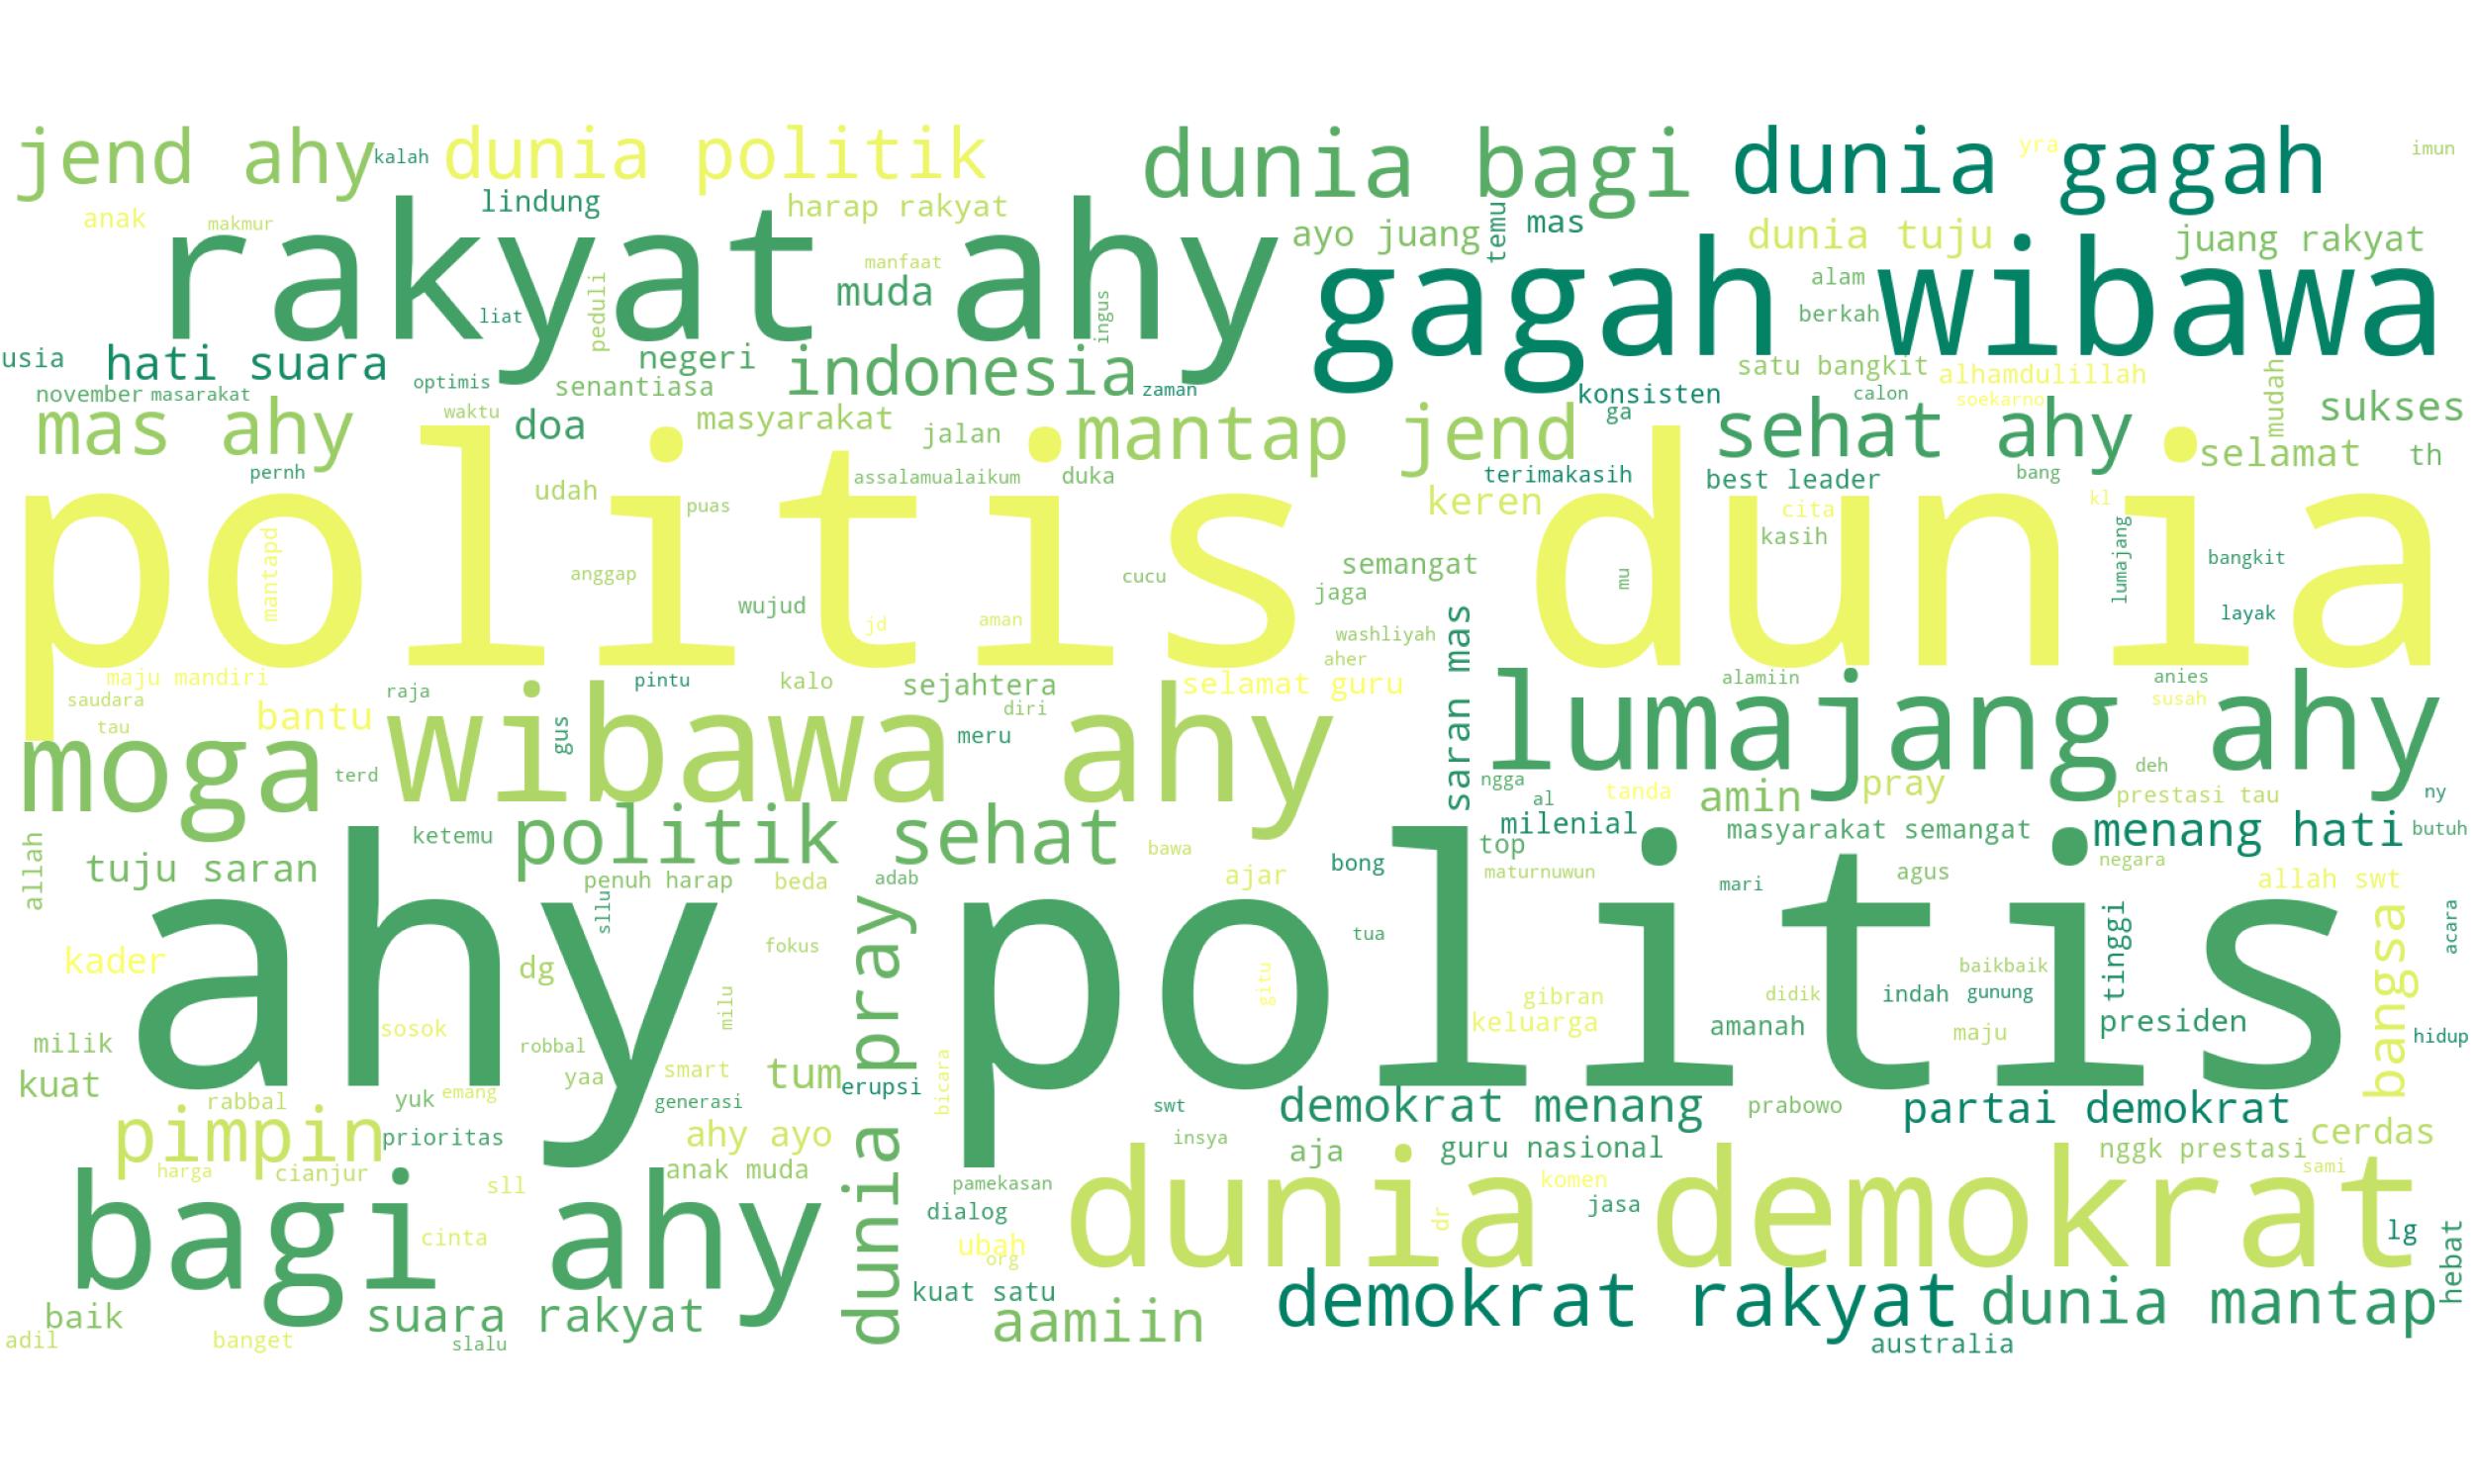 jend ahy
kalah
dunia politik
dunia bagi
dunia gagah
yra
imun
anak
makmur
lindung
harap rakyat
ayo juang
temu
mas
dunia tuju
juang rakyat
rakyat ahy
gagah wibawa
manfaat
muda
peduli
liat
ingus
alam
berkah
usia
hati suara
negeri
indonesia
satu bangkit
alhamdulillah
november
masarakat
optimis
senantiasa
zaman
konsisten
calon
soekarno
mudah
sukses
mas ahy
waktu
doa
masyarakat
jalan
mantap jend
ga
sehat ahy
selamat
th
pernh
udah
puas
assalamualaikum
duka
terimakasih
best leader
bang
keren
cita
kl
kasih
politis dunia
mantapd
anggap
wujud
jd
aman
cucu
semangat
jaga
mu
lumajang
bangkit
layak
washliyah
aher
saran mas
maju mandiri
saudara
tau
raja
pintu
kalo
sejahtera
diri
selamat guru
alamiin
anies
susah
bantu
gus
meru
moga
wibawa ahy
lumajang ahy
terd
ngga
al
tanda
amin
pray
deh
prestasi tau
ny
allah
tuju saran
ketemu
politik sehat
bawa
milenial
top
masyarakat semangat
menang hati
butuh
negara
penuh harap
beda
adab
ajar
bong
maturnuwun
mari
agus
allah swt
kader
sllu
fokus
tua
dg
ahy politis
gitu
baikbaik
tinggi
bangsa
acara
milik
sosok
milu
gibran
didik
indah
gunung
keluarga
amanah
maju
presiden
hidup
kuat
robbal
yaa
smart
tum
erupsi
bicara
dunia pray
rabbal
yuk
emang
generasi
swt
demokrat menang
prabowo
partai demokrat
pimpin
prioritas
ahy ayo
insya
aja
guru nasional
nggk prestasi
cerdas
harga
cianjur
anak muda
sll
pamekasan
komen
sami
jasa
dialog
dr
bagi ahy
cinta
ubah
org
dunia demokrat
lg
hebat
kuat satu
baik
suara rakyat
aamiin
demokrat rakyat
dunia mantap
adil
banget
slalu
australia